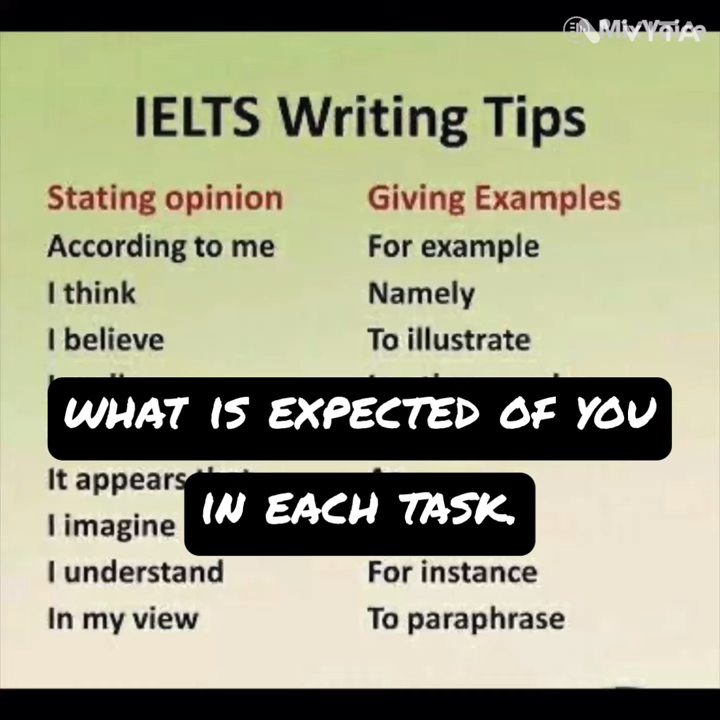 IELTS Writing Tips
Stating opinion
According to me
I think
I believe
It appears
I imagine
I understand
In my view
Giving Examples
For example
Namely
To illustrate
For instance
To paraphrase
WHAT IS EXPECTED OF YOU
IN EACH TASK.